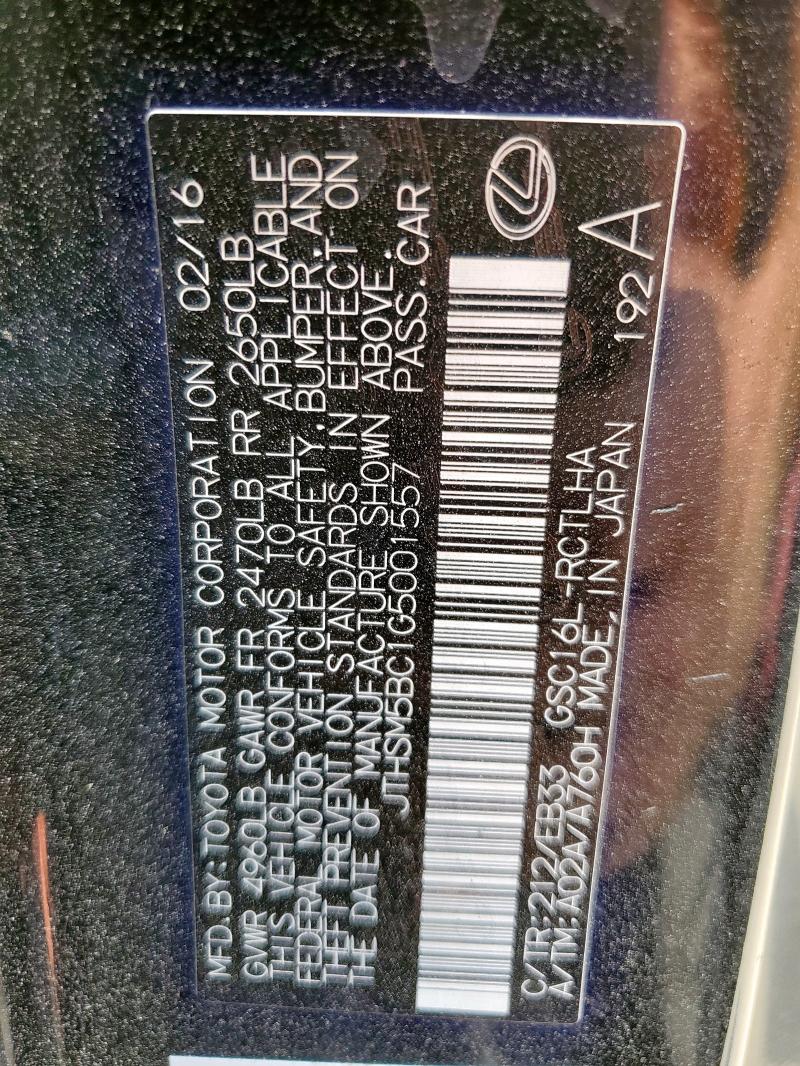 MFD.BY:TOYOTA MOTOR CORPORATION 02/16
GVWR 4960LB GAWR FR 2470LB RR 2650LB
THIS VEHICLE CONFORMS TO ALL APPLICABLE
FEDERAL MOTOR VEHICLE SAFETY,BUMPER,AND
THEFT PREVENTION STANDARDS IN EFFECT ON
THE DATE OF MANUFACTURE SHOWN ABOVE.
JTHSM5BC1G5001557 PASS.CAR
C/TR:212/EB33 GSC16L-RCTLHA 192A
A/TM:A02A/A760H MADE IN JAPAN